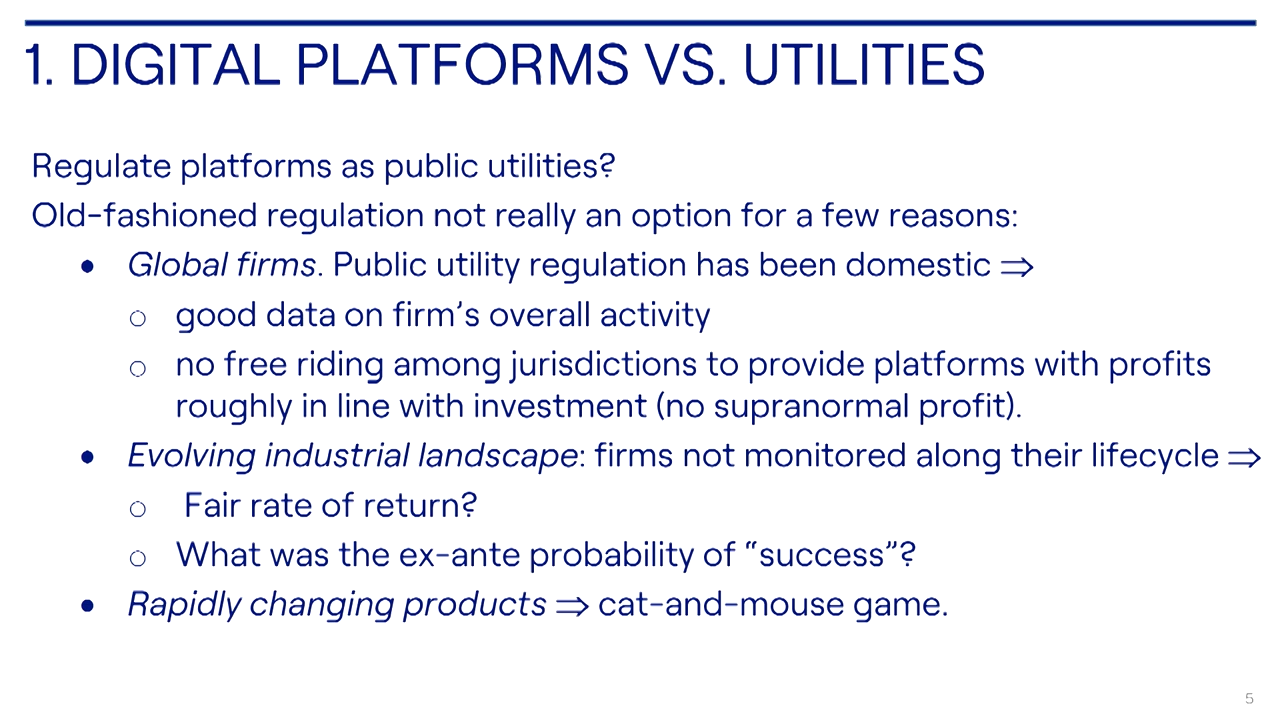 1. DIGITAL PLATFORMS VS. UTILITIES
Regulate platforms as public utilities?
Old-fashioned regulation not really an option for a few reasons:
• Global firms. Public utility regulation has been domestic ⇒
○ good data on firm’s overall activity
○ no free riding among jurisdictions to provide platforms with profits
roughly in line with investment (no supranormal profit).
• Evolving industrial landscape: firms not monitored along their lifecycle ⇒
○ Fair rate of return?
○ What was the ex-ante probability of “success”?
• Rapidly changing products ⇒ cat-and-mouse game.
5